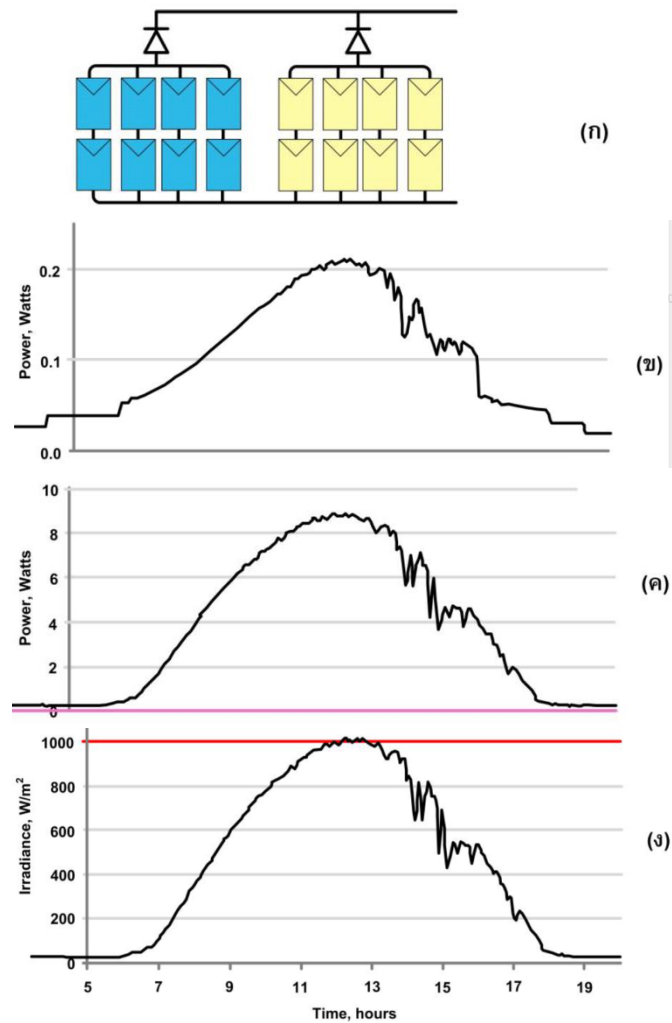 (ก)
Power, Watts
0.2
0.1
0.0
(ข)
Power, Watts
10
8
6
4
2
0
(ค)
Irradiance, W/m²
1000
800
600
400
200
0
(ง)
5 7 9 11 13 15 17 19
Time, hours